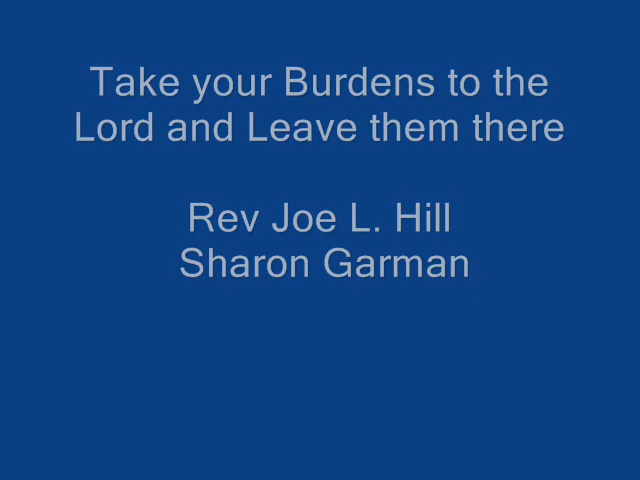 Take your Burdens to the
Lord and Leave them there
Rev Joe L. Hill
Sharon Garman